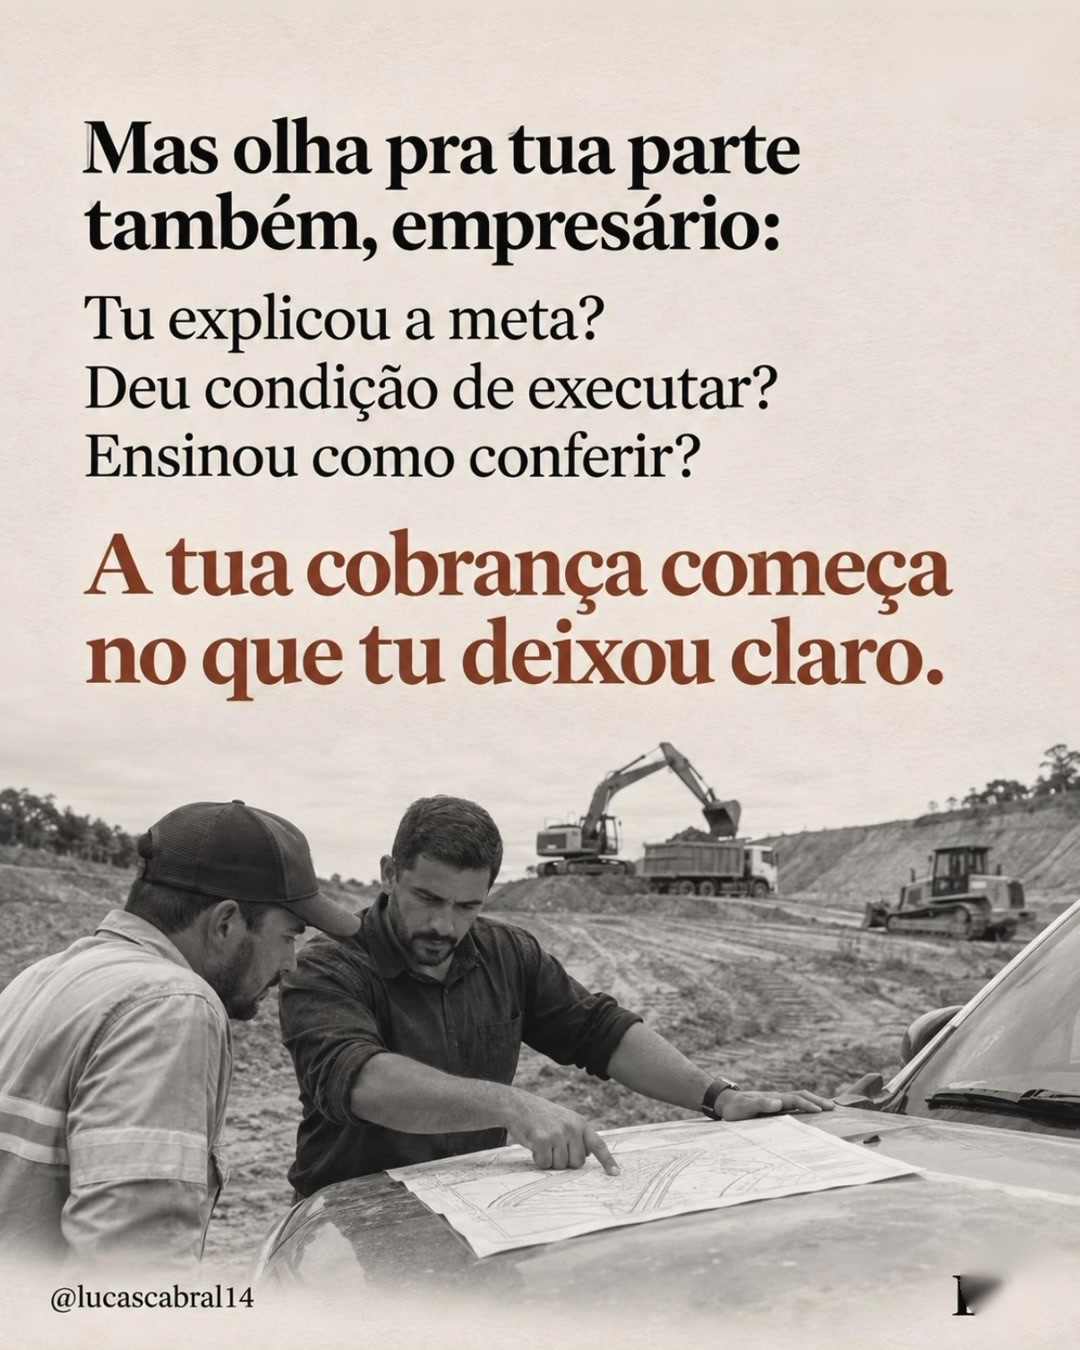 Mas olha pra tua parte
também, empresário:
Tu explicou a meta?
Deu condição de executar?
Ensinou como conferir?
A tua cobrança começa
no que tu deixou claro.
@lucascabral14